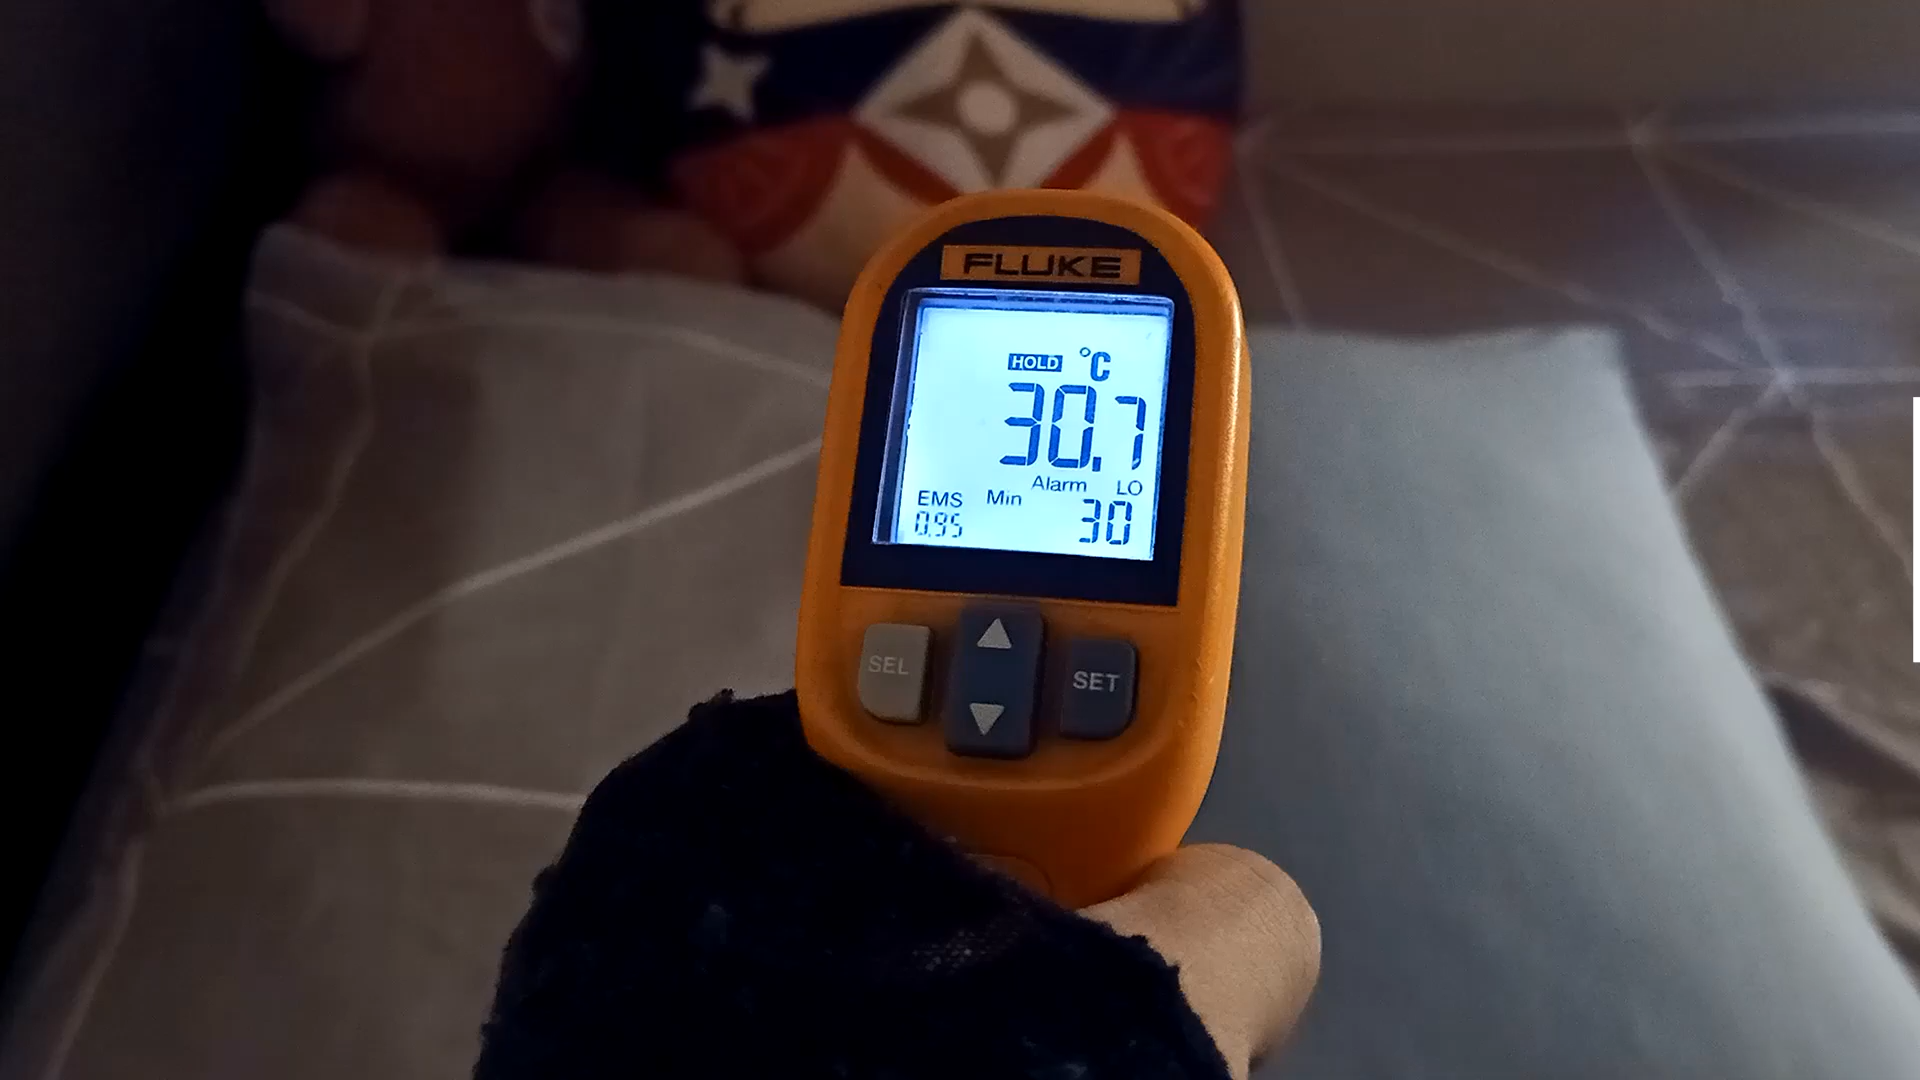 FLUKE
HOLD °C
30.7
Alarm LO
EMS Min
0.95 30
SEL
SET